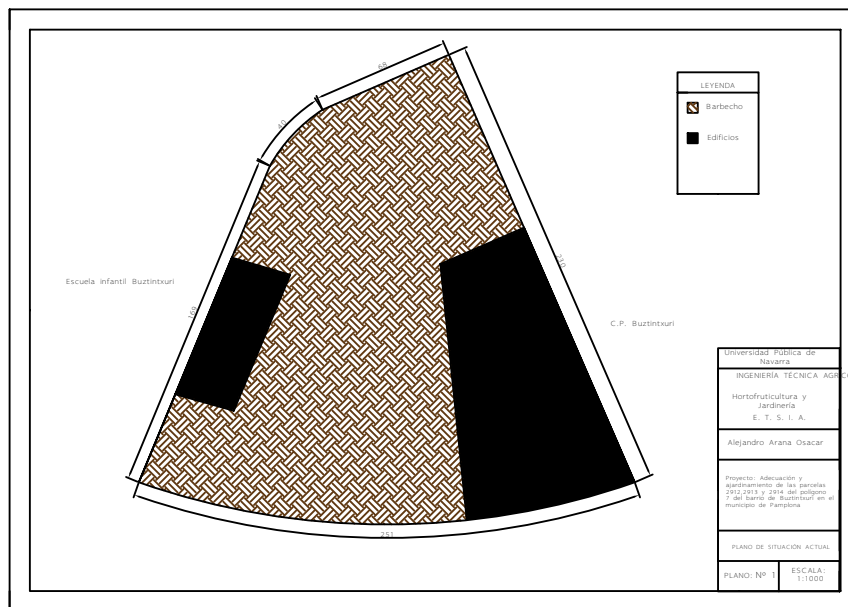 68
40
169
230
251
Escuela infantil Buztintxuri
C.P. Buztintxuri
LEYENDA
Barbecho
Edificios
Universidad Pública de
Navarra
INGENIERÍA TÉCNICA AGRÍCO
Hortofruticultura y
Jardinería
E. T. S. I. A.
Alejandro Arana Osacar
Proyecto: Adecuación y
ajardinamiento de las parcelas
2912,2913 y 2914 del polígono
7 del barrio de Buztintxuri en el
municipio de Pamplona
PLANO DE SITUACIÓN ACTUAL
PLANO: Nº 1
ESCALA:
1:1000